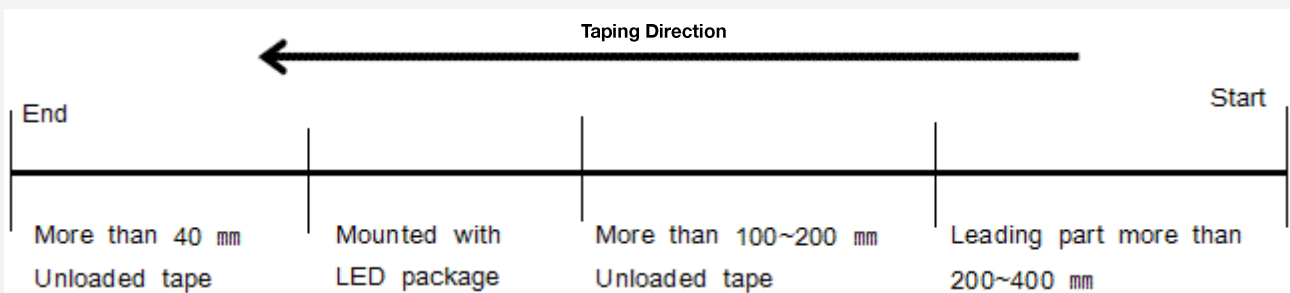 Taping Direction
End
Start
More than 40 mm
Unloaded tape
Mounted with
LED package
More than 100~200 mm
Unloaded tape
Leading part more than
200~400 mm